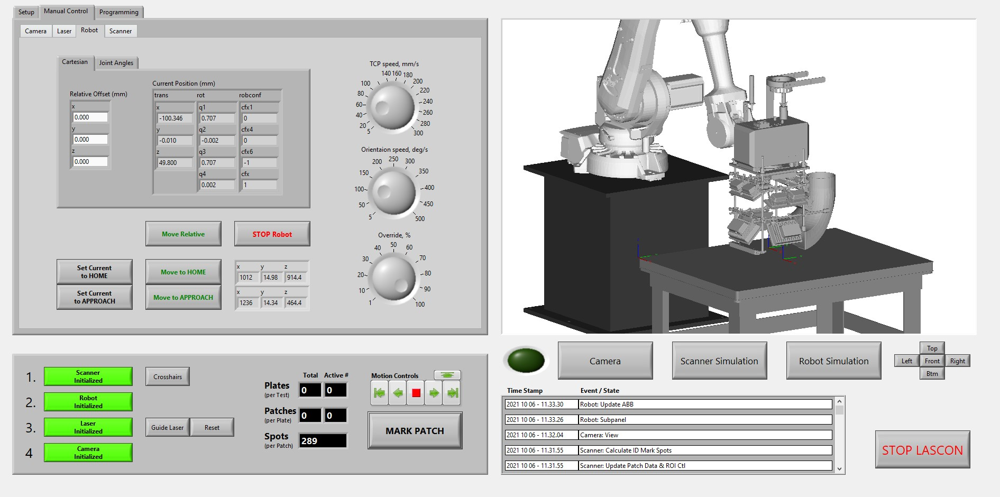 Setup Manual Control Programming
Camera Laser Robot Scanner
Cartesian Joint Angles
Relative Offset (mm)
x
0.000
y
0.000
z
0.000
Current Position (mm)
trans rot robconf
x q1 cfx1
-100.346 0.707 0
y q2 cfx4
-0.010 -0.002 0
z q3 cfx6
49.800 0.707 -1
q4 cfx
0.002 1
TCP speed, mm/s
5 20 40 60 80 100 140 160 180 200 220 240 260 280 300
Orientaion speed, deg/s
5 50 100 150 200 250 300 350 400 450 500
Override, %
1 10 20 30 40 50 60 70 80 90 100
Move Relative STOP Robot
Set Current
to HOME
Move to HOME
x y z
1012 14.98 914.4
Set Current
to APPROACH
Move to APPROACH
x y z
1236 14.34 464.4
1. Scanner
Initialized
Crosshairs
2. Robot
Initialized
3. Laser
Initialized
Guide Laser Reset
4 Camera
Initialized
Total Active #
Plates
(per Test)
0 0
Patches
(per Plate)
0 0
Spots
(per Patch)
289
Motion Controls
MARK PATCH
Camera Scanner Simulation Robot Simulation
Top
Left Front Right
Btm
Time Stamp Event / State
2021 10 06 - 11.33.30 Robot: Update ABB
2021 10 06 - 11.33.26 Robot: Subpanel
2021 10 06 - 11.32.04 Camera: View
2021 10 06 - 11.31.55 Scanner: Calculate ID Mark Spots
2021 10 06 - 11.31.55 Scanner: Update Patch Data & ROI Ctl
STOP LASCON